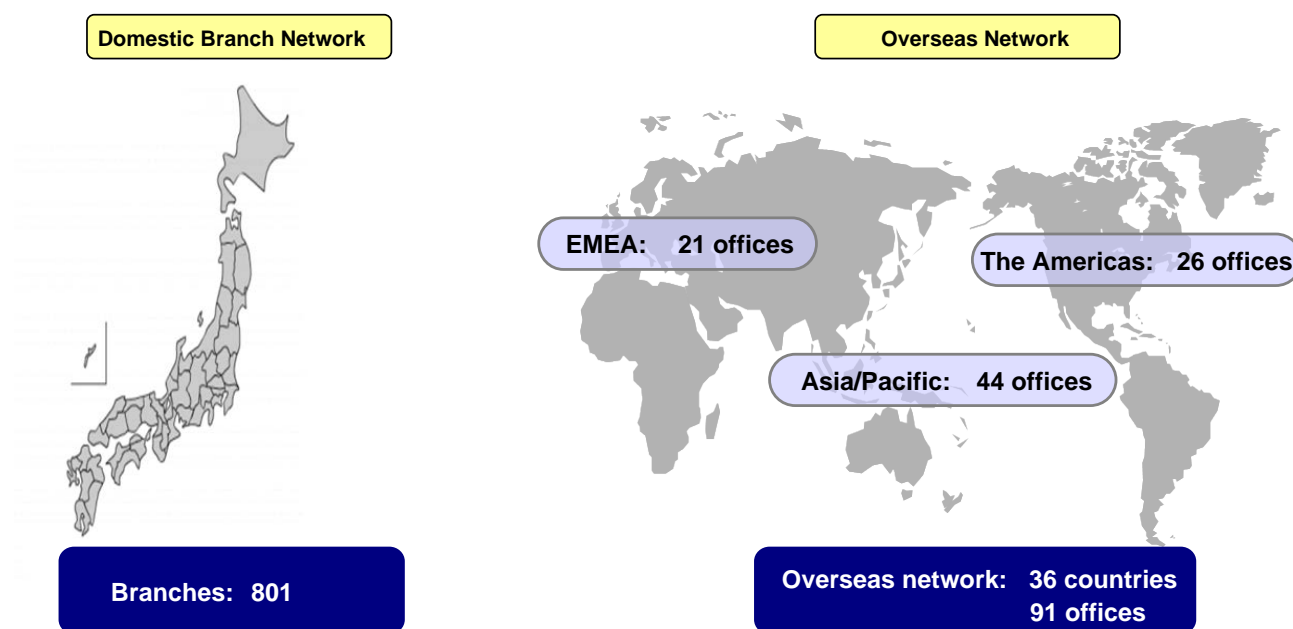 Domestic Branch Network
Overseas Network
EMEA: 21 offices
The Americas: 26 offices
Asia/Pacific: 44 offices
Branches: 801
Overseas network: 36 countries
91 offices